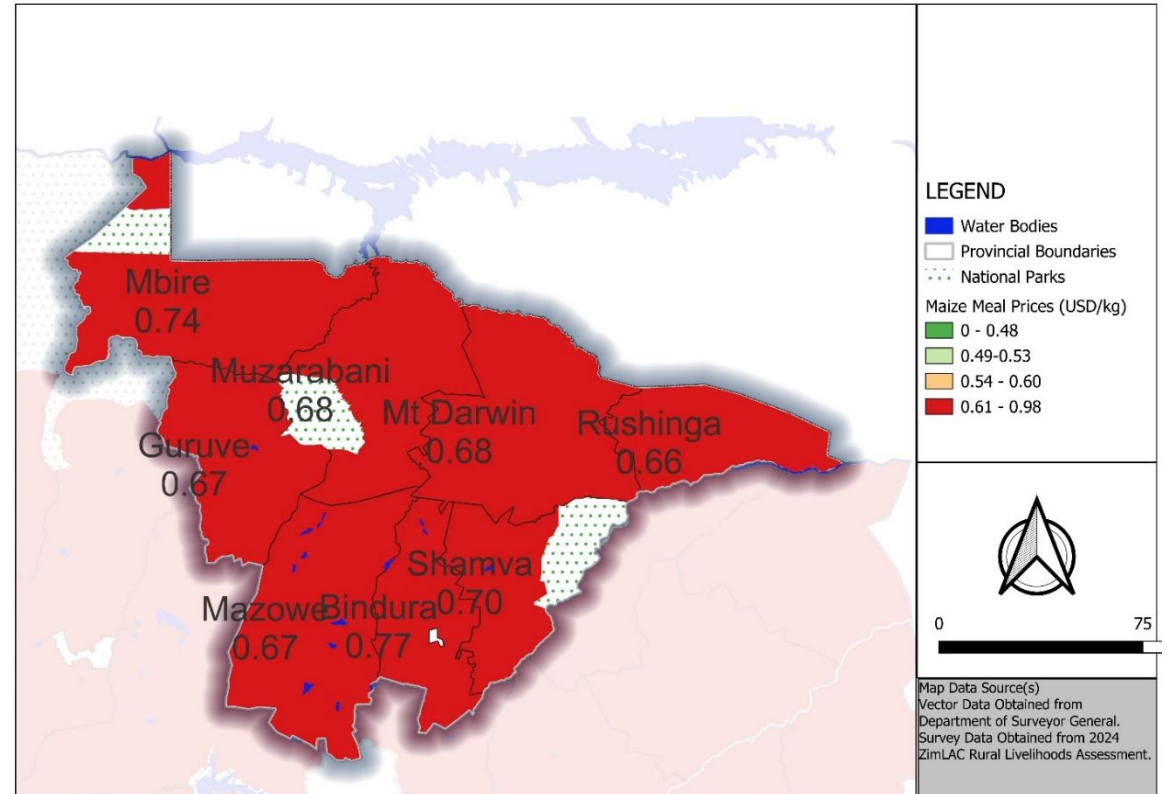 Mbire
0.74
Muzarabani
0.68
Mt Darwin
0.68
Rushinga
0.66
Guruve
0.67
Shamva
0.70
Mazowe
0.67
Bindura
0.77
LEGEND
Water Bodies
Provincial Boundaries
National Parks
Maize Meal Prices (USD/kg)
0 - 0.48
0.49-0.53
0.54 - 0.60
0.61 - 0.98
0 75
Map Data Source(s)
Vector Data Obtained from
Department of Surveyor General.
Survey Data Obtained from 2024
ZimLAC Rural Livelihoods Assessment.